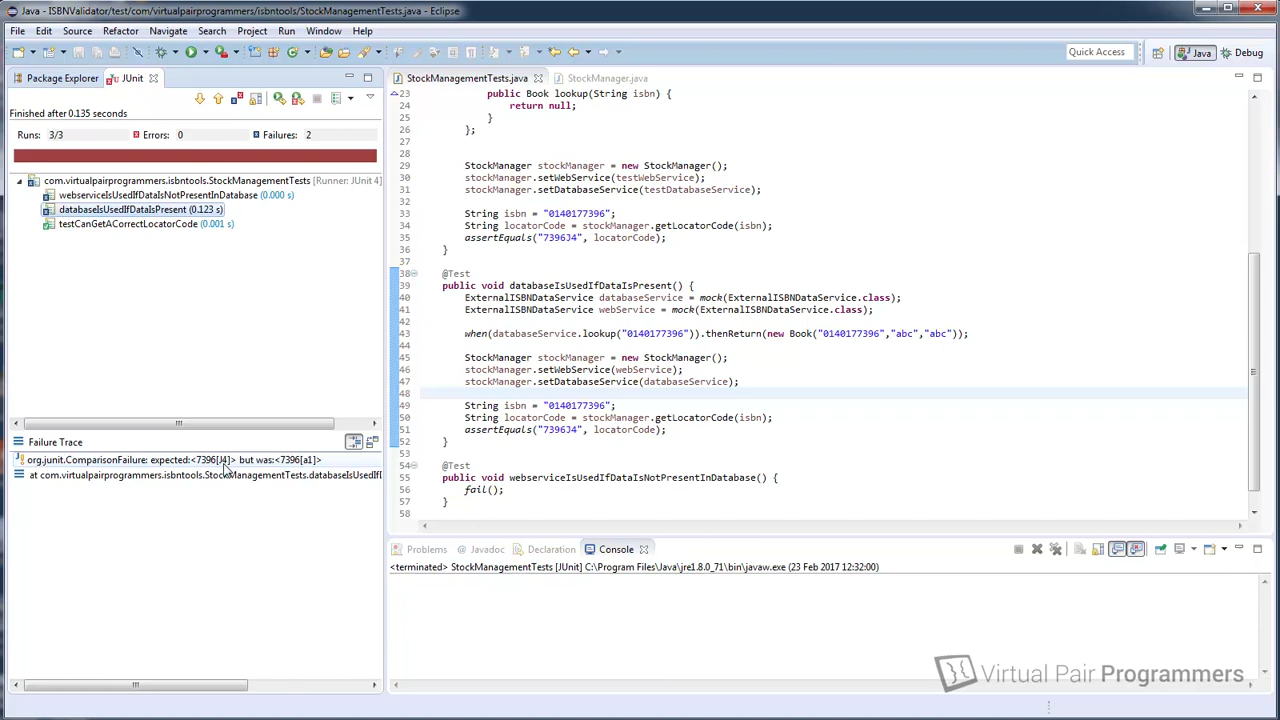 Java - ISBNValidator/test/com/virtualpairprogrammers/isbntools/StockManagementTests.java - Eclipse
File Edit Source Refactor Navigate Search Project Run Window Help
Quick Access Java Debug
Package Explorer JUnit
StockManagementTests.java StockManager.java
Finished after 0.135 seconds
Runs: 3/3 Errors: 0 Failures: 2
com.virtualpairprogrammers.isbntools.StockManagementTests [Runner: JUnit 4]
webserviceIsUsedIfDataIsNotPresentInDatabase (0.000 s)
databaseIsUsedIfDataIsPresent (0.123 s)
testCanGetACorrectLocatorCode (0.001 s)
Failure Trace
org.junit.ComparisonFailure: expected:<7396[J4]> but was:<7396[a1]>
at com.virtualpairprogrammers.isbntools.StockManagementTests.databaseIsUsedIfD
23 public Book lookup(String isbn) {
24 return null;
25 }
26 };
27
28
29 StockManager stockManager = new StockManager();
30 stockManager.setWebService(testWebService);
31 stockManager.setDatabaseService(testDatabaseService);
32
33 String isbn = "0140177396";
34 String locatorCode = stockManager.getLocatorCode(isbn);
35 assertEquals("7396J4", locatorCode);
36 }
37
38 @Test
39 public void databaseIsUsedIfDataIsPresent() {
40 ExternalISBNDataService databaseService = mock(ExternalISBNDataService.class);
41 ExternalISBNDataService webService = mock(ExternalISBNDataService.class);
42
43 when(databaseService.lookup("0140177396")).thenReturn(new Book("0140177396","abc","abc"));
44
45 StockManager stockManager = new StockManager();
46 stockManager.setWebService(webService);
47 stockManager.setDatabaseService(databaseService);
48
49 String isbn = "0140177396";
50 String locatorCode = stockManager.getLocatorCode(isbn);
51 assertEquals("7396J4", locatorCode);
52 }
53
54 @Test
55 public void webserviceIsUsedIfDataIsNotPresentInDatabase() {
56 fail();
57 }
58
Problems Javadoc Declaration Console
<terminated> StockManagementTests [JUnit] C:\Program Files\Java\jre1.8.0_71\bin\javaw.exe (23 Feb 2017 12:32:00)
Virtual Pair Programmers